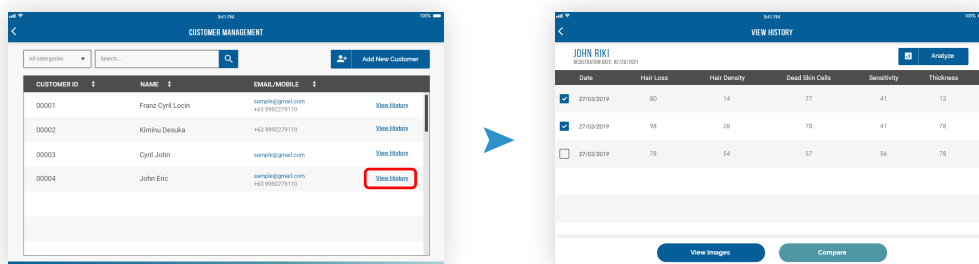 9:41 PM 100%
CUSTOMER MANAGEMENT
All catergories Search... Add New Customer
CUSTOMER ID NAME EMAIL/MOBILE
00001 Franz Cyril Locin sample@gmail.com View History
+63 9992279110
00002 Kiminu Desuka +63 9992279110 View History
00003 Cyril John sample@gmail.com View History
00004 John Eric sample@gmail.com View History
+63 9992279110
9:41 PM 100%
VIEW HISTORY
JOHN RIKI Analyze
REGISTRATION DATE: 02/20/2021
Date Hair Loss Hair Density Dead Skin Cells Sensitivity Thickness
27/03/2019 80 14 77 41 12
27/03/2019 98 28 78 41 78
27/03/2019 78 54 57 56 78
View Images Compare